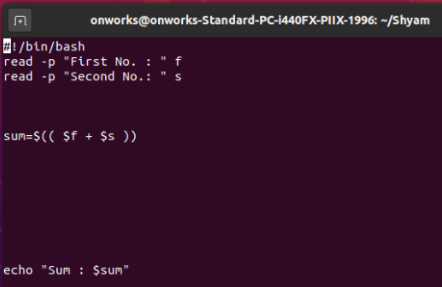 onworks@onworks-Standard-PC-i440FX-PIIX-1996: ~/Shyam
#!/bin/bash
read -p "First No. : " f
read -p "Second No.: " s
sum=$(( $f + $s ))
echo "Sum : $sum"